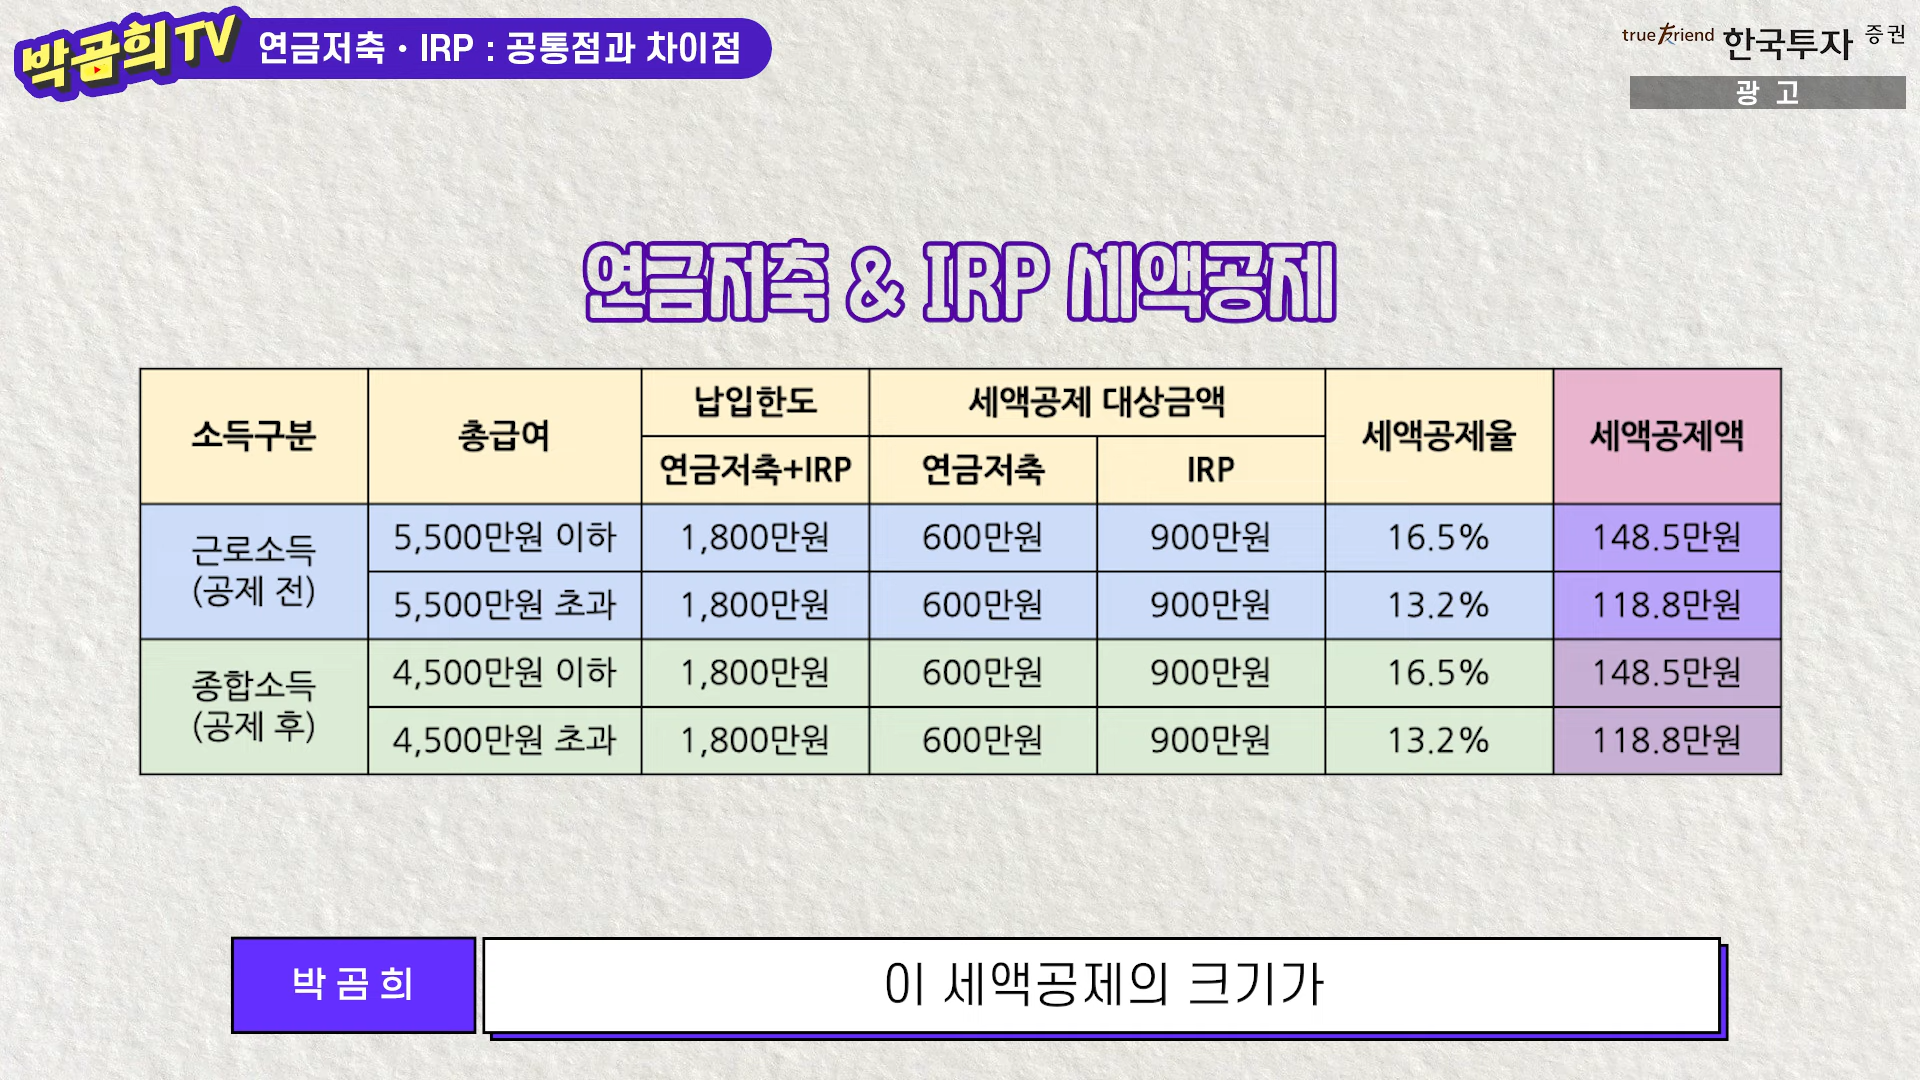 박곰희TV 연금저축·IRP : 공통점과 차이점
true Friend 한국투자증권
광고
연금저축 & IRP 세액공제
소득구분 총급여 납입한도 세액공제 대상금액 세액공제율 세액공제액
연금저축+IRP 연금저축 IRP
근로소득
(공제 전)
5,500만원 이하 1,800만원 600만원 900만원 16.5% 148.5만원
5,500만원 초과 1,800만원 600만원 900만원 13.2% 118.8만원
종합소득
(공제 후)
4,500만원 이하 1,800만원 600만원 900만원 16.5% 148.5만원
4,500만원 초과 1,800만원 600만원 900만원 13.2% 118.8만원
박곰희
이 세액공제의 크기가